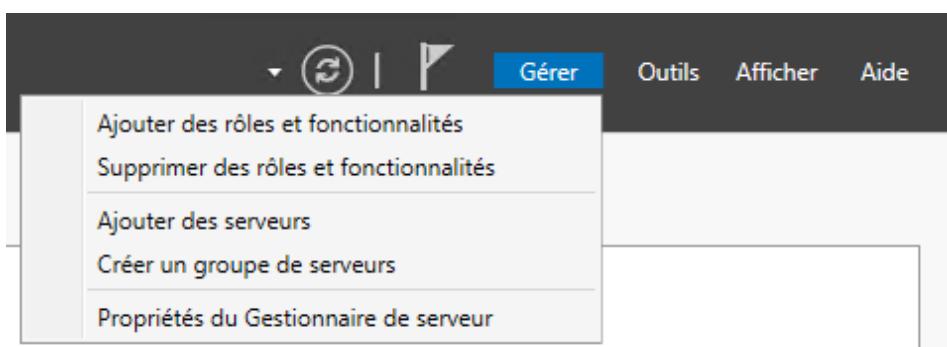 Gérer Outils Afficher Aide
Ajouter des rôles et fonctionnalités
Supprimer des rôles et fonctionnalités
Ajouter des serveurs
Créer un groupe de serveurs
Propriétés du Gestionnaire de serveur